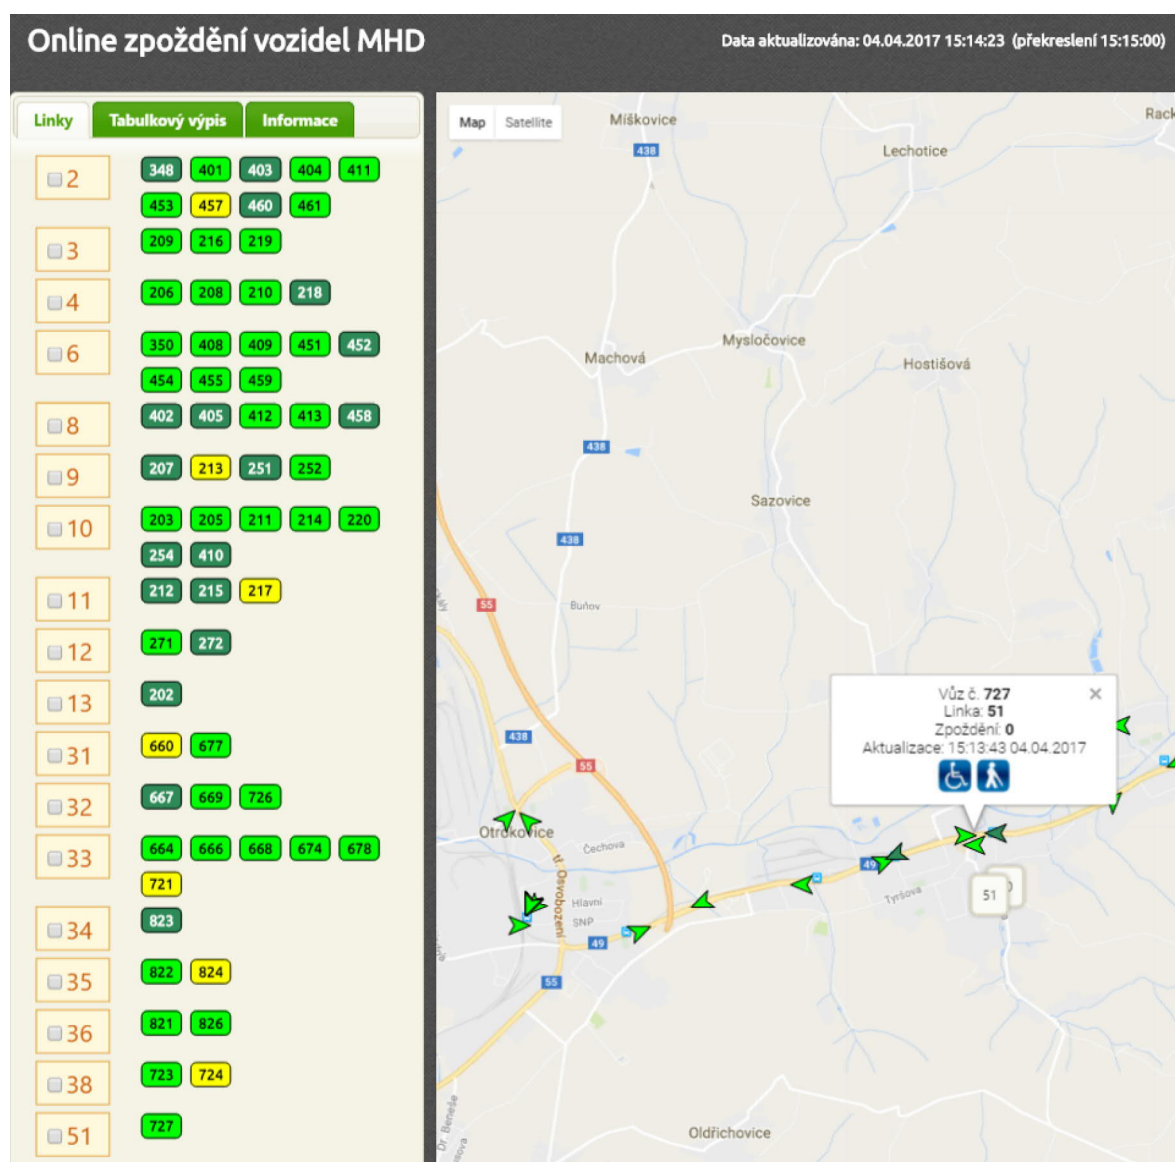 Online zpoždění vozidel MHD
Data aktualizována: 04.04.2017 15:14:23 (překreslení 15:15:00)
Linky Tabulkový výpis Informace
2 348 401 403 404 411
453 457 460 461
3 209 216 219
4 206 208 210 218
6 350 408 409 451 452
454 455 459
8 402 405 412 413 458
9 207 213 251 252
10 203 205 211 214 220
254 410
11 212 215 217
12 271 272
13 202
31 660 677
32 667 669 726
33 664 666 668 674 678
721
34 823
35 822 824
36 821 826
38 723 724
51 727
Map Satellite
Míškovice
Rack
438
Lechotice
Mysločovice
Machová
Hostišová
438
Sazovice
438
55
Buňov
Vůz č. 727
Linka: 51
Zpoždění: 0
Aktualizace: 15:13:43 04.04.2017
438
55
Otrokovice
Čechova
49
tř. Osvobození
Tyršova
51
Hlavní
SNP
49
55
Dr. Beneše
Oldřichovice